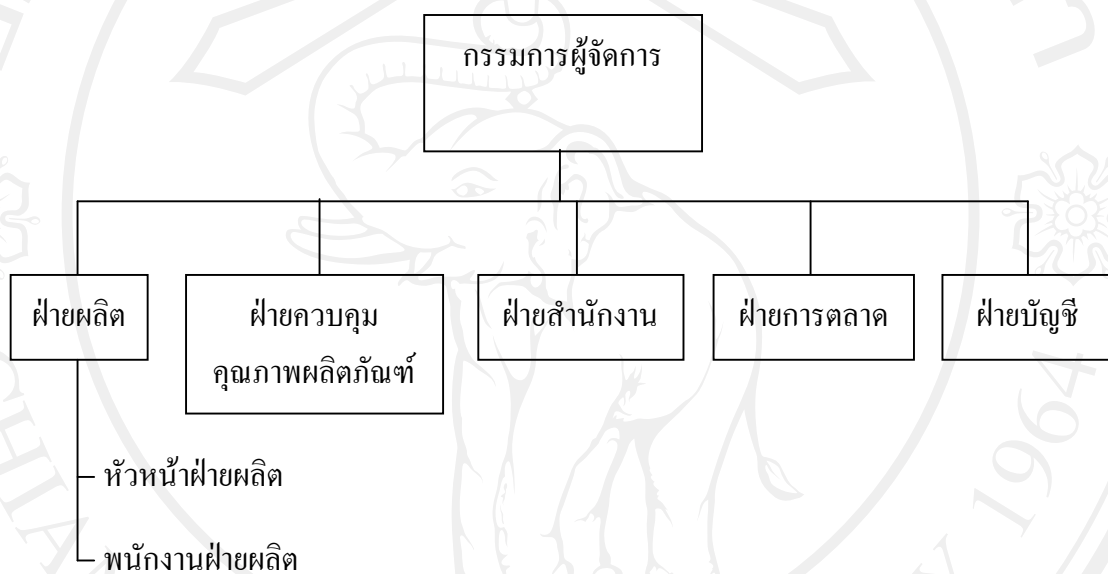 กรรมการผู้จัดการ
ฝ่ายผลิต
ฝ่ายควบคุม
คุณภาพผลิตภัณฑ์
ฝ่ายสำนักงาน
ฝ่ายการตลาด
ฝ่ายบัญชี
หัวหน้าฝ่ายผลิต
พนักงานฝ่ายผลิต
1964